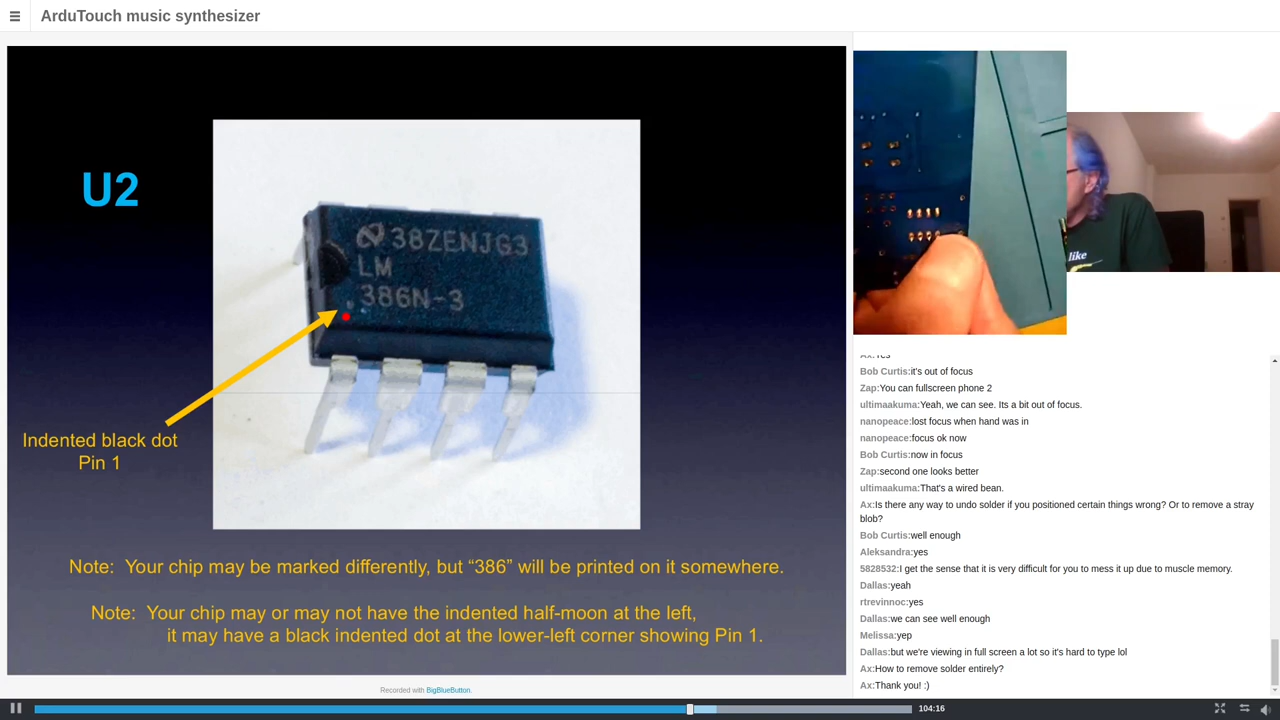 ArduTouch music synthesizer
U2
38ZENJG3
LM
386N-3
Indented black dot
Pin 1
Note: Your chip may be marked differently, but “386” will be printed on it somewhere.
Note: Your chip may or may not have the indented half-moon at the left,
it may have a black indented dot at the lower-left corner showing Pin 1.
Recorded with BigBlueButton.
like
Ax:Yes
Bob Curtis:it's out of focus
Zap:You can fullscreen phone 2
ultimaakuma:Yeah, we can see. Its a bit out of focus.
nanopeace:lost focus when hand was in
nanopeace:focus ok now
Bob Curtis:now in focus
Zap:second one looks better
ultimaakuma:That's a wired bean.
Ax:Is there any way to undo solder if you positioned certain things wrong? Or to remove a stray
blob?
Bob Curtis:well enough
Aleksandra:yes
5828532:I get the sense that it is very difficult for you to mess it up due to muscle memory.
Dallas:yeah
rtrevinnoc:yes
Dallas:we can see well enough
Melissa:yep
Dallas:but we're viewing in full screen a lot so it's hard to type lol
Ax:How to remove solder entirely?
Ax:Thank you! :)
104:16